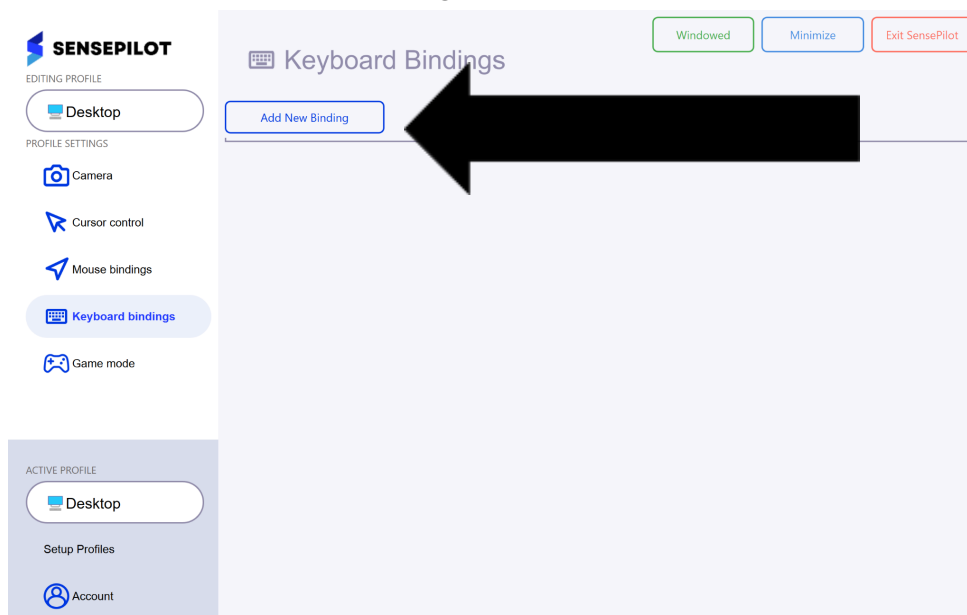 SENSEPILOT
EDITING PROFILE
Desktop
PROFILE SETTINGS
Camera
Cursor control
Mouse bindings
Keyboard bindings
Game mode
ACTIVE PROFILE
Desktop
Setup Profiles
Account
Windowed
Minimize
Exit SensePilot
Keyboard Bindings
Add New Binding